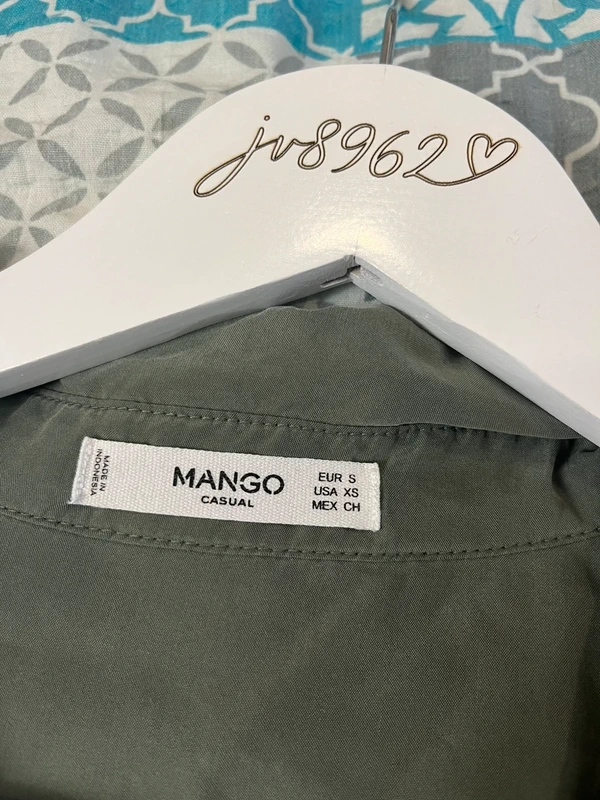 jv8962♡
MADE IN
INDONESIA
MANGO
CASUAL
EUR S
USA XS
MEX CH